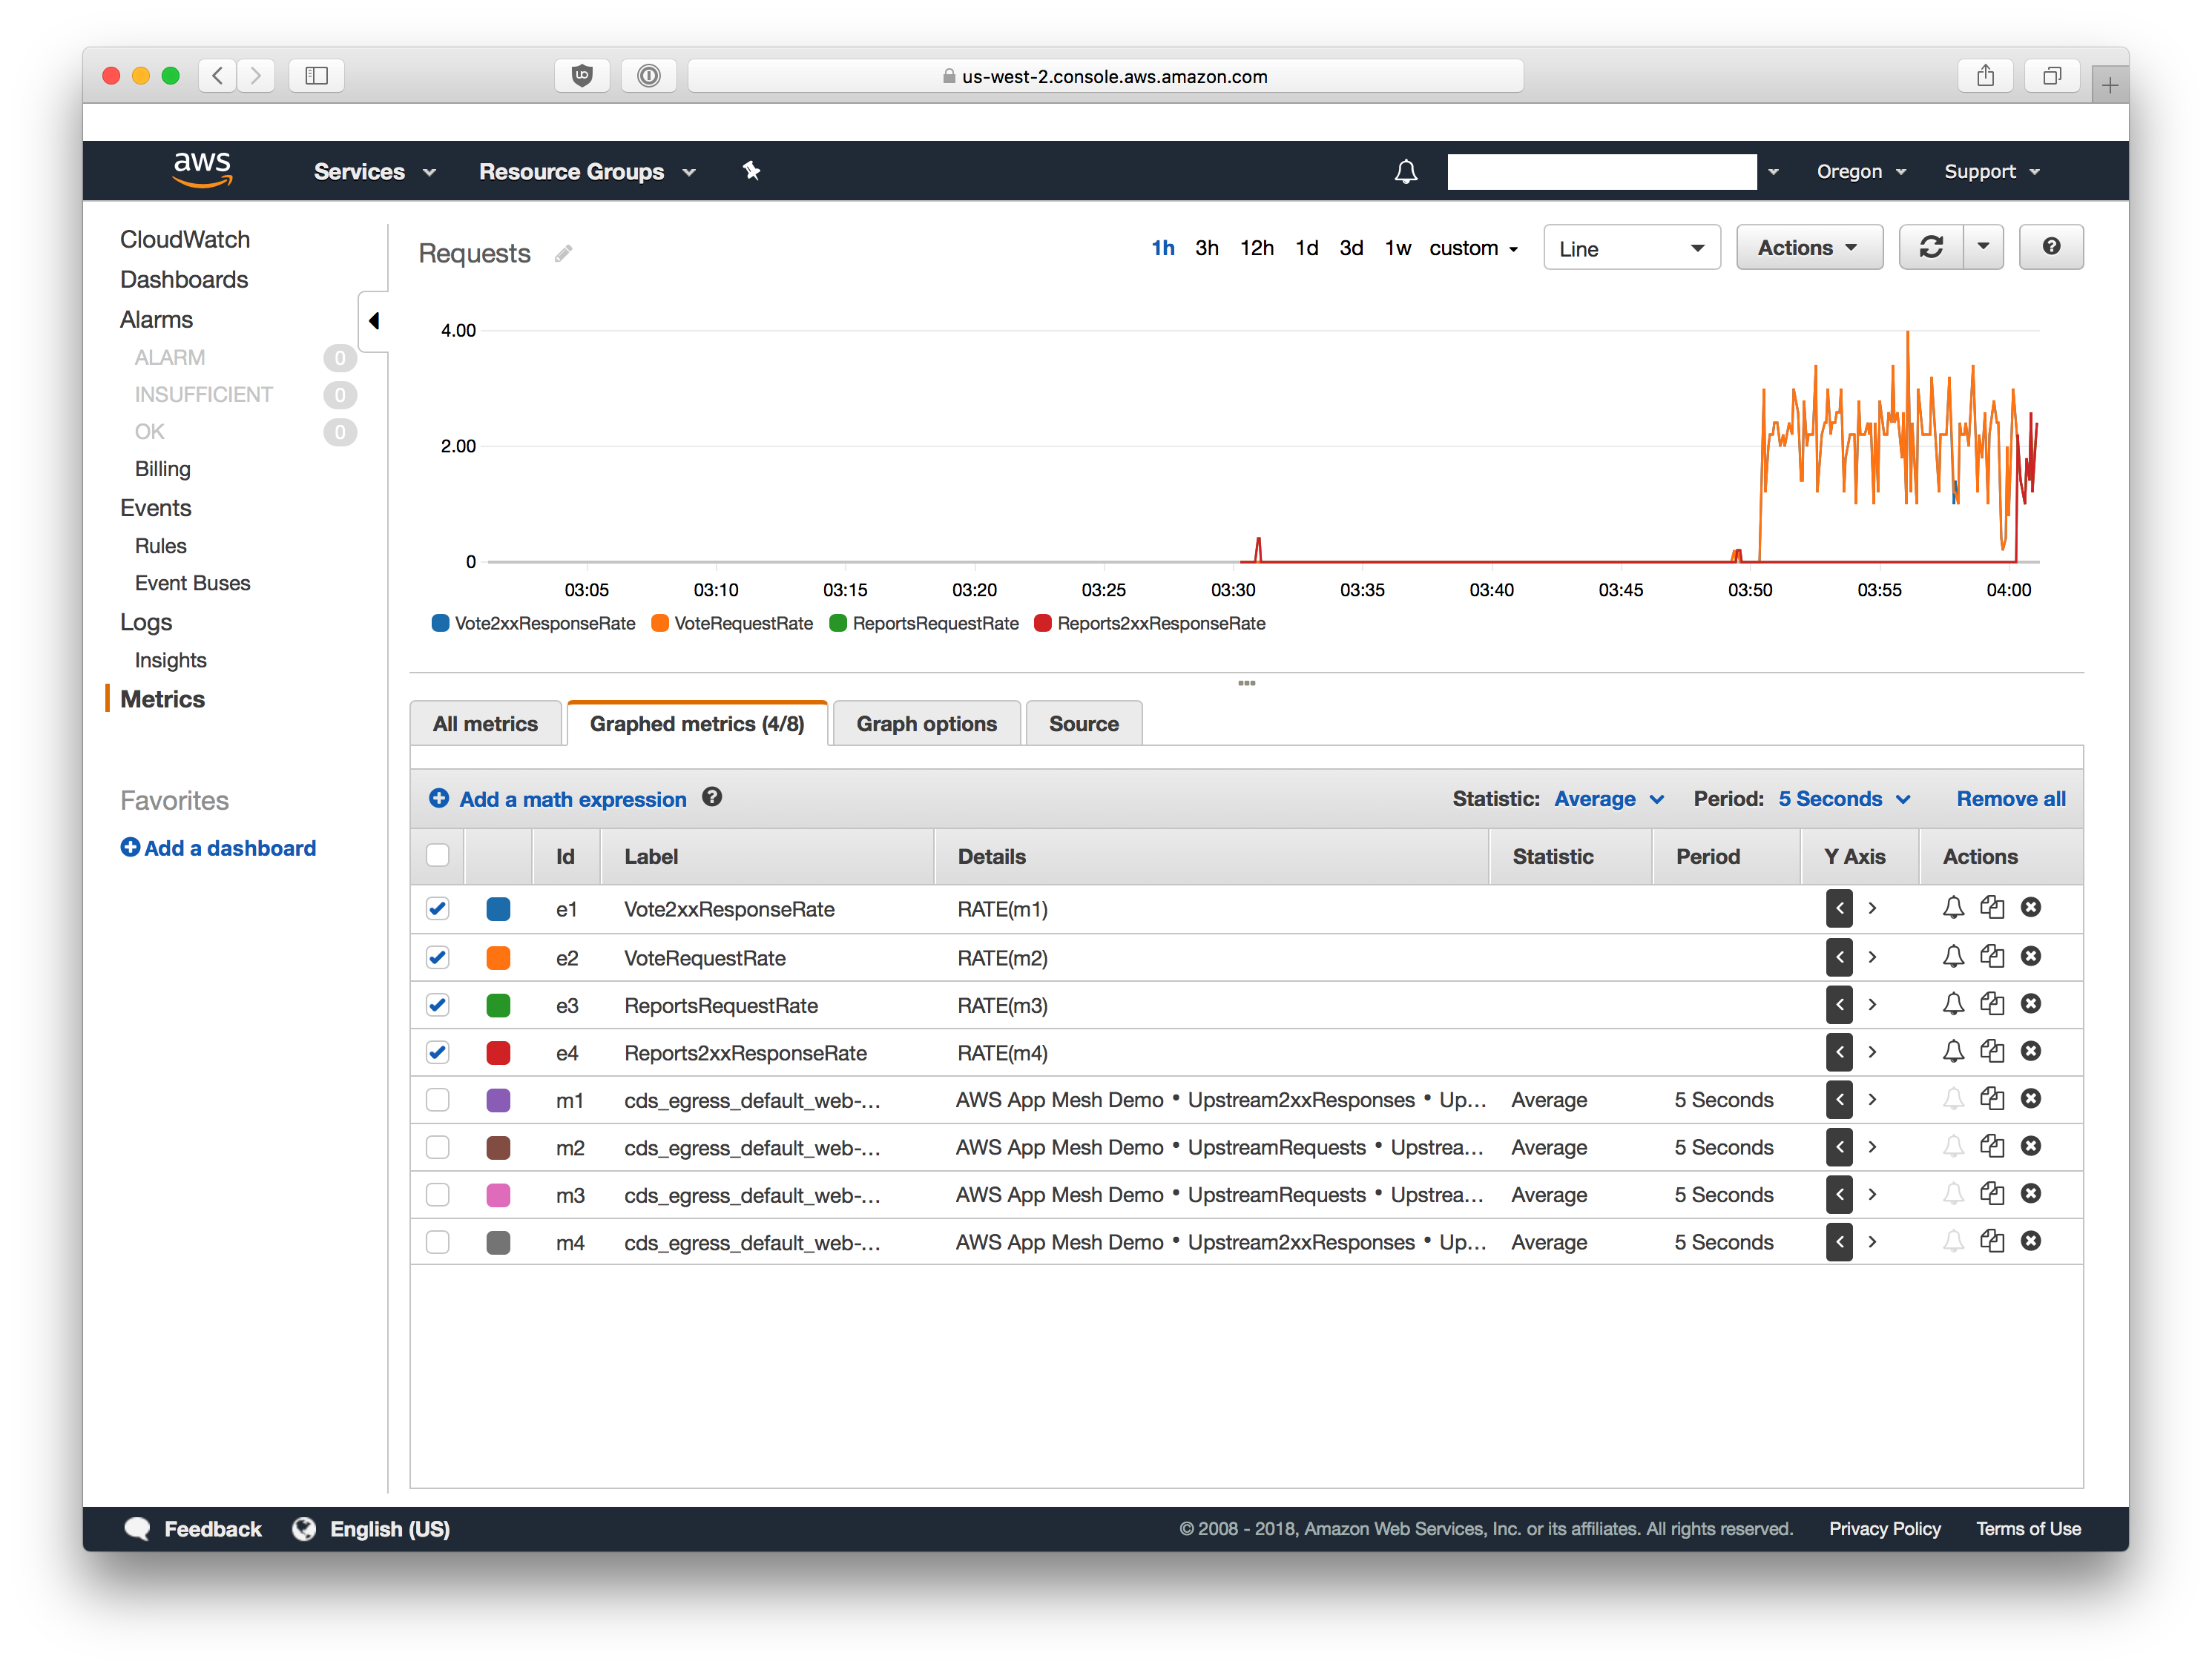 us-west-2.console.aws.amazon.com
aws Services Resource Groups Oregon Support
CloudWatch
Dashboards
Alarms
ALARM 0
INSUFFICIENT 0
OK 0
Billing
Events
Rules
Event Buses
Logs
Insights
Metrics
Favorites
Add a dashboard
Requests 1h 3h 12h 1d 3d 1w custom Line Actions ?
4.00
2.00
0
03:05 03:10 03:15 03:20 03:25 03:30 03:35 03:40 03:45 03:50 03:55 04:00
Vote2xxResponseRate VoteRequestRate ReportsRequestRate Reports2xxResponseRate
All metrics Graphed metrics (4/8) Graph options Source
Add a math expression ? Statistic: Average Period: 5 Seconds Remove all
Id Label Details Statistic Period Y Axis Actions
e1 Vote2xxResponseRate RATE(m1) < >
e2 VoteRequestRate RATE(m2) < >
e3 ReportsRequestRate RATE(m3) < >
e4 Reports2xxResponseRate RATE(m4) < >
m1 cds_egress_default_web-... AWS App Mesh Demo • Upstream2xxResponses • Up... Average 5 Seconds < >
m2 cds_egress_default_web-... AWS App Mesh Demo • UpstreamRequests • Upstrea... Average 5 Seconds < >
m3 cds_egress_default_web-... AWS App Mesh Demo • UpstreamRequests • Upstrea... Average 5 Seconds < >
m4 cds_egress_default_web-... AWS App Mesh Demo • Upstream2xxResponses • Up... Average 5 Seconds < >
Feedback English (US) © 2008 - 2018, Amazon Web Services, Inc. or its affiliates. All rights reserved. Privacy Policy Terms of Use